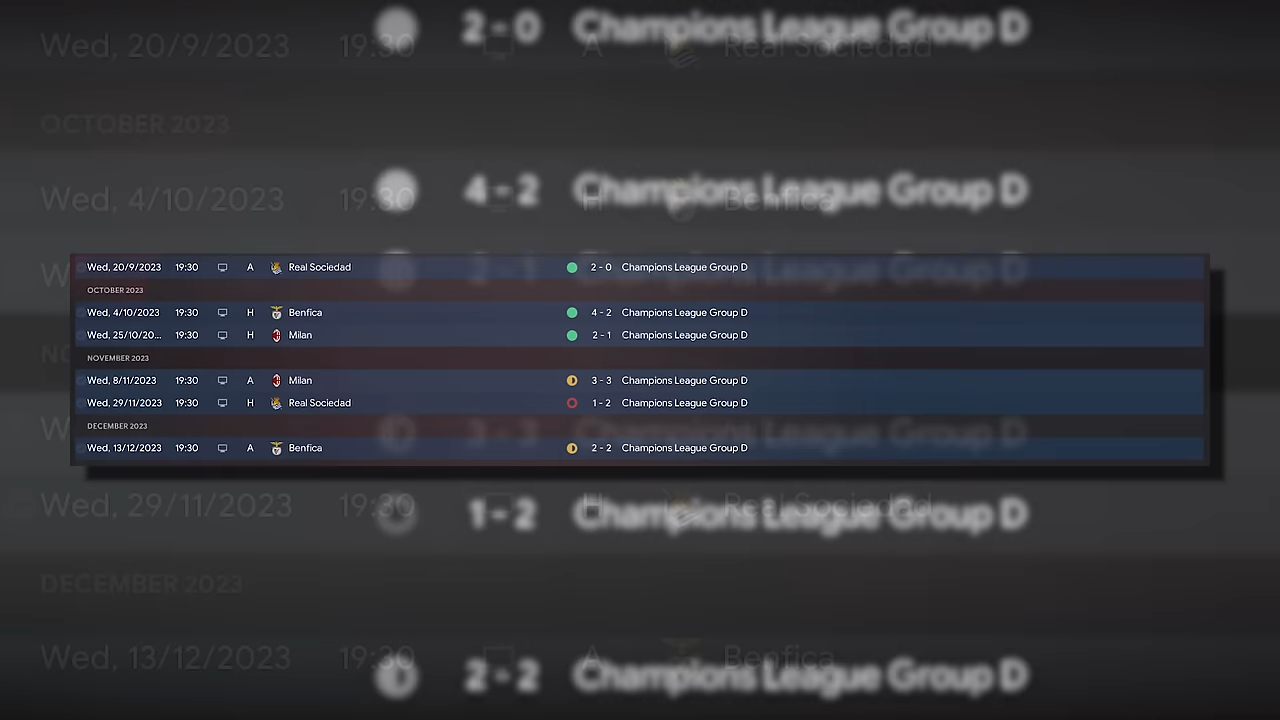 Wed, 20/9/2023 19:30 A Real Sociedad 2 - 0 Champions League Group D
OCTOBER 2023
Wed, 4/10/2023 19:30 H Benfica 4 - 2 Champions League Group D
Wed, 25/10/20... 19:30 H Milan 2 - 1 Champions League Group D
NOVEMBER 2023
Wed, 8/11/2023 19:30 A Milan 3 - 3 Champions League Group D
Wed, 29/11/2023 19:30 H Real Sociedad 1 - 2 Champions League Group D
DECEMBER 2023
Wed, 13/12/2023 19:30 A Benfica 2 - 2 Champions League Group D